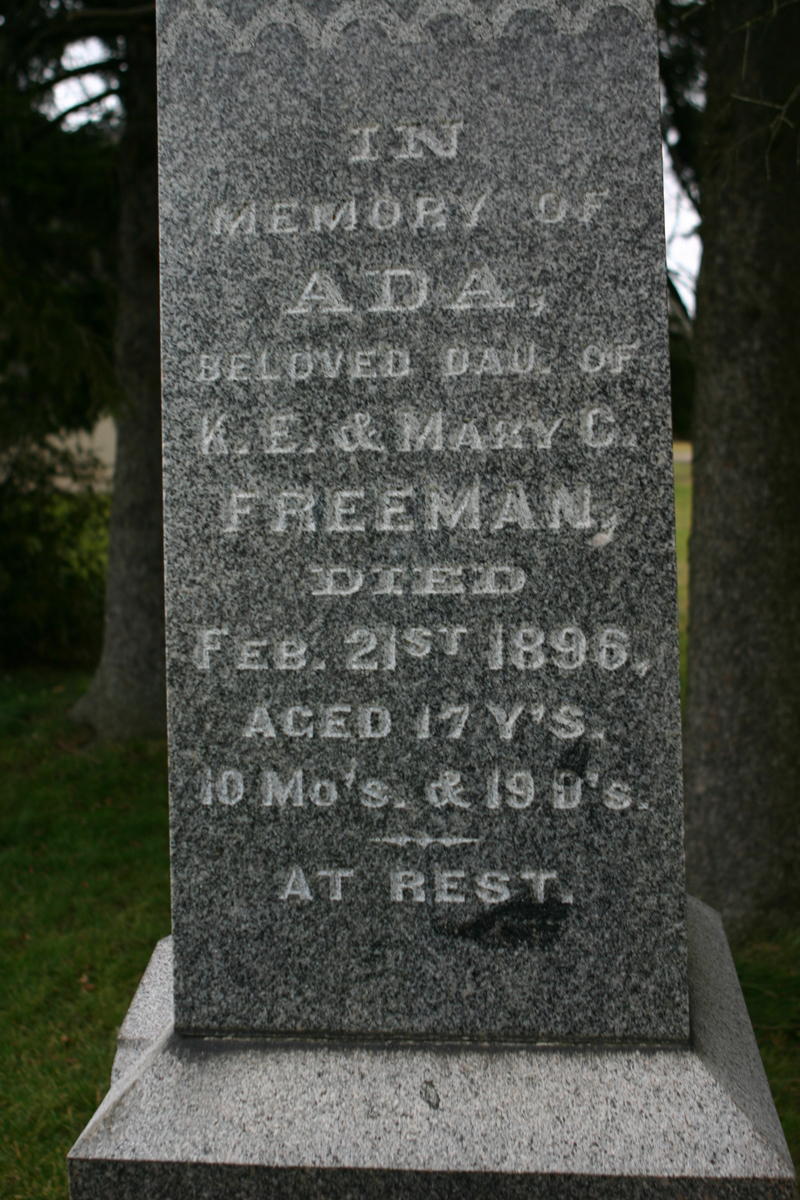 IN
MEMORY OF
ADA,
BELOVED DAU. OF
K. E. & MARY C.
FREEMAN,
DIED
FEB. 21ST 1896,
AGED 17 Y'S.
10 Mo's. & 19 D's.
AT REST.